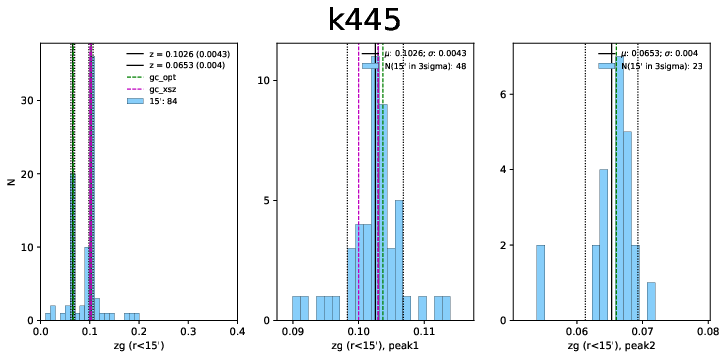 k445
z = 0.1026 (0.0043)
z = 0.0653 (0.004)
gc_opt
gc_xsz
15': 84
N
0
10
20
30
0.0
0.1
0.2
0.3
0.4
zg (r<15')
μ: 0.1026; σ: 0.0043
N(15' in 3sigma): 48
0
5
10
0.09
0.10
0.11
zg (r<15'), peak1
μ: 0.0653; σ: 0.004
N(15' in 3sigma): 23
0
2
4
6
0.06
0.07
0.08
zg (r<15'), peak2